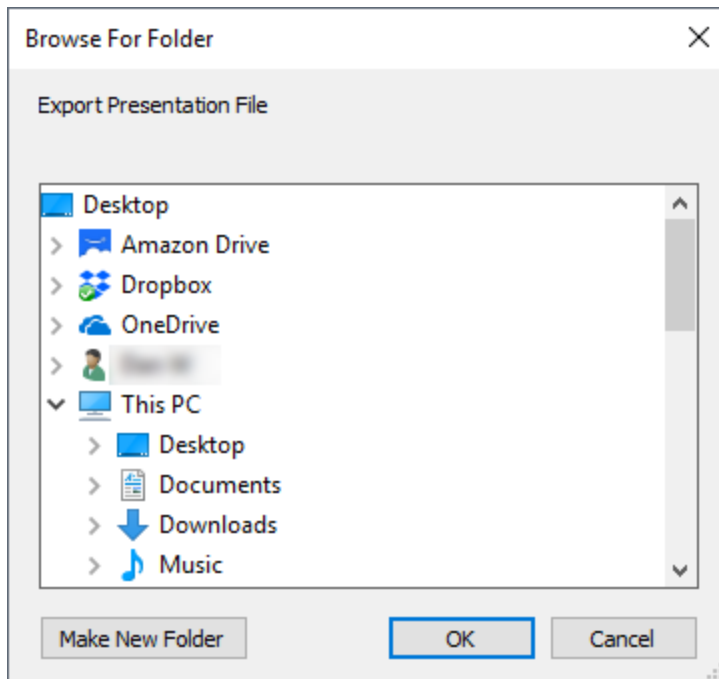 Browse For Folder
Export Presentation File
Desktop
Amazon Drive
Dropbox
OneDrive
This PC
Desktop
Documents
Downloads
Music
Make New Folder
OK
Cancel